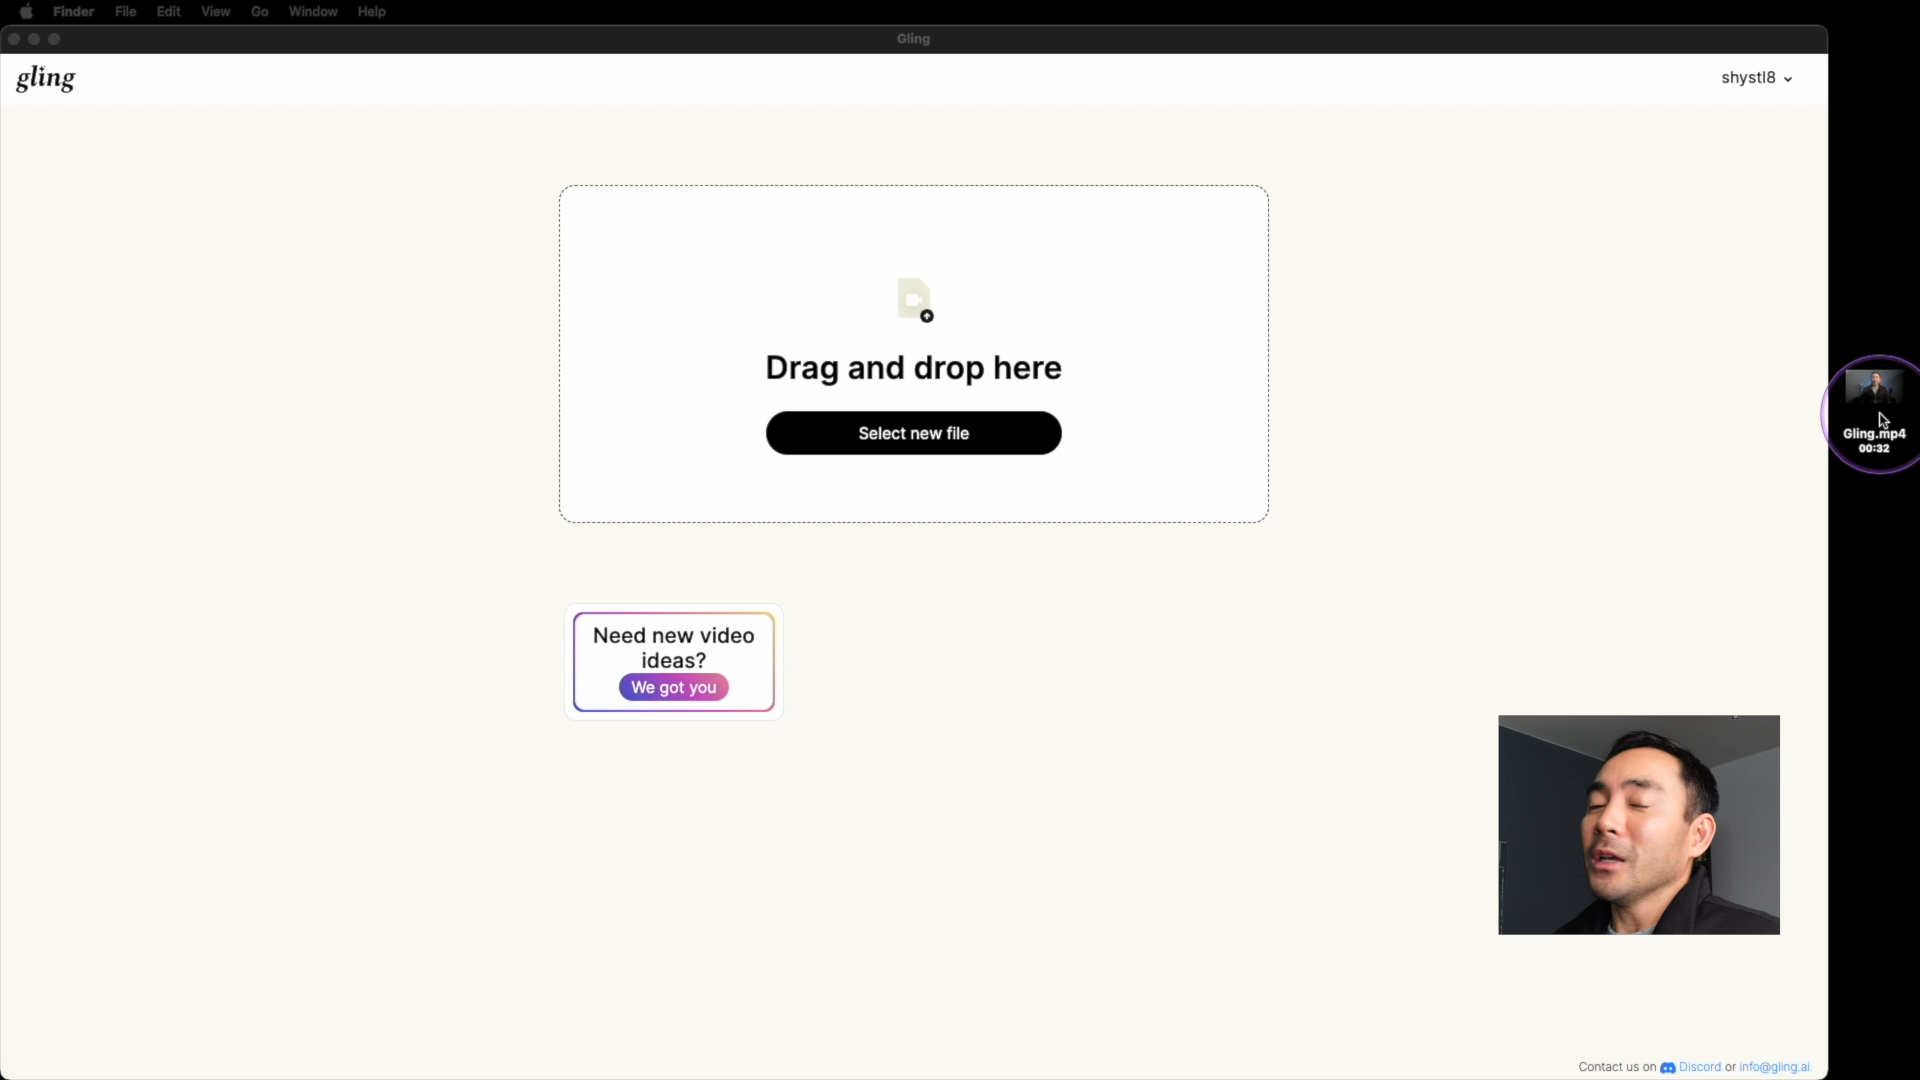 Finder File Edit View Go Window Help
Gling
gling
shystl8
Drag and drop here
Select new file
Gling.mp4
00:32
Need new video
ideas?
We got you
Contact us on Discord or info@gling.ai